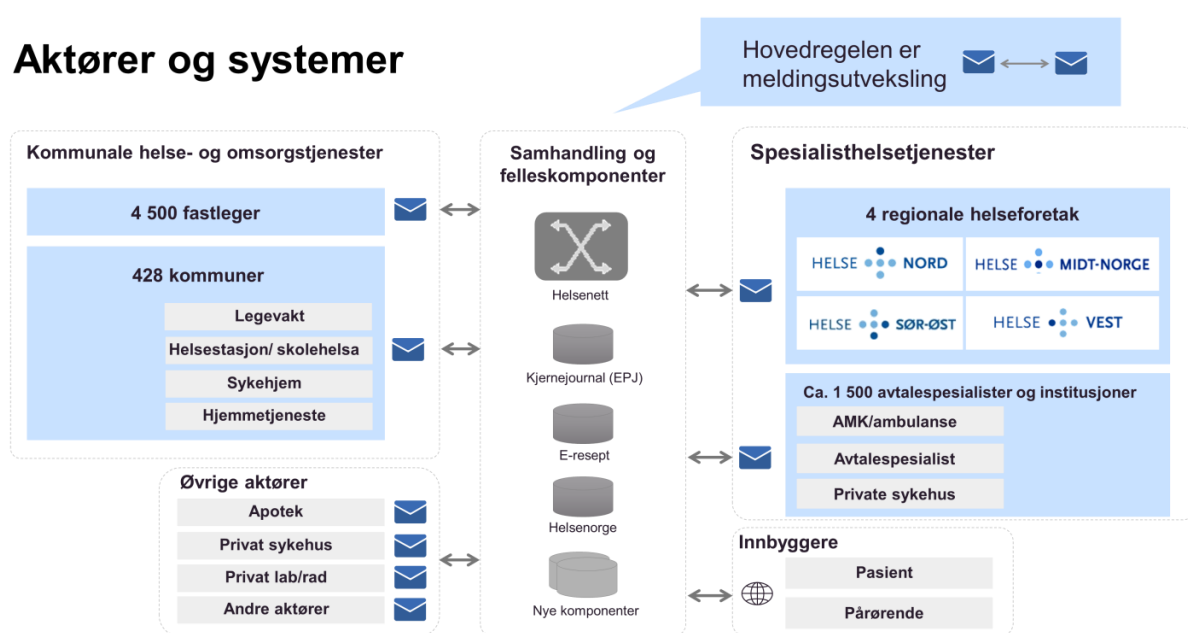 Aktører og systemer
Hovedregelen er
meldingsutveksling
Kommunale helse- og omsorgstjenester
4 500 fastleger
428 kommuner
Legevakt
Helsestasjon/ skolehelsa
Sykehjem
Hjemmetjeneste
Øvrige aktører
Apotek
Privat sykehus
Privat lab/rad
Andre aktører
Samhandling og
felleskomponenter
Helsenett
Kjernejournal (EPJ)
E-resept
Helsenorge
Nye komponenter
Spesialisthelsetjenester
4 regionale helseforetak
HELSE NORD
HELSE MIDT-NORGE
HELSE SØR-ØST
HELSE VEST
Ca. 1 500 avtalespesialister og institusjoner
AMK/ambulanse
Avtalespesialist
Private sykehus
Innbyggere
Pasient
Pårørende